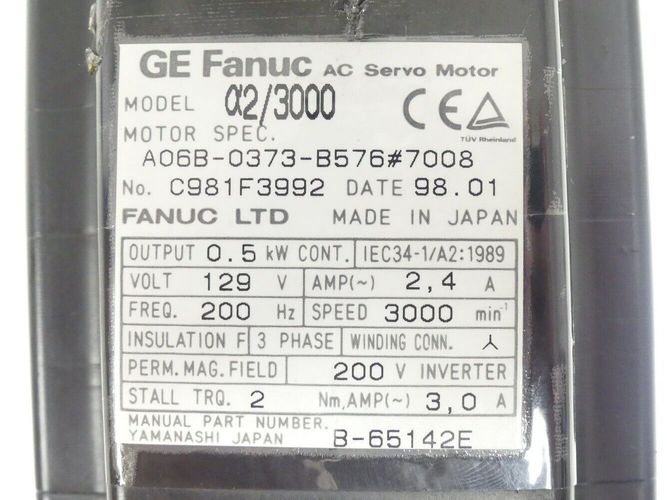 GE Fanuc AC Servo Motor
MODEL α2/3000
TÜV Rheinland
MOTOR SPEC.
A06B-0373-B576#7008
No. C981F3992 DATE 98.01
FANUC LTD MADE IN JAPAN
OUTPUT 0.5 kW CONT. IEC34-1/A2:1989
VOLT 129 V AMP(~) 2,4 A
FREQ. 200 Hz SPEED 3000 min⁻¹
INSULATION F 3 PHASE WINDING CONN. ⅄
PERM.MAG.FIELD 200 V INVERTER
STALL TRQ. 2 Nm,AMP(~) 3,0 A
MANUAL PART NUMBER.
YAMANASHI JAPAN B-65142E